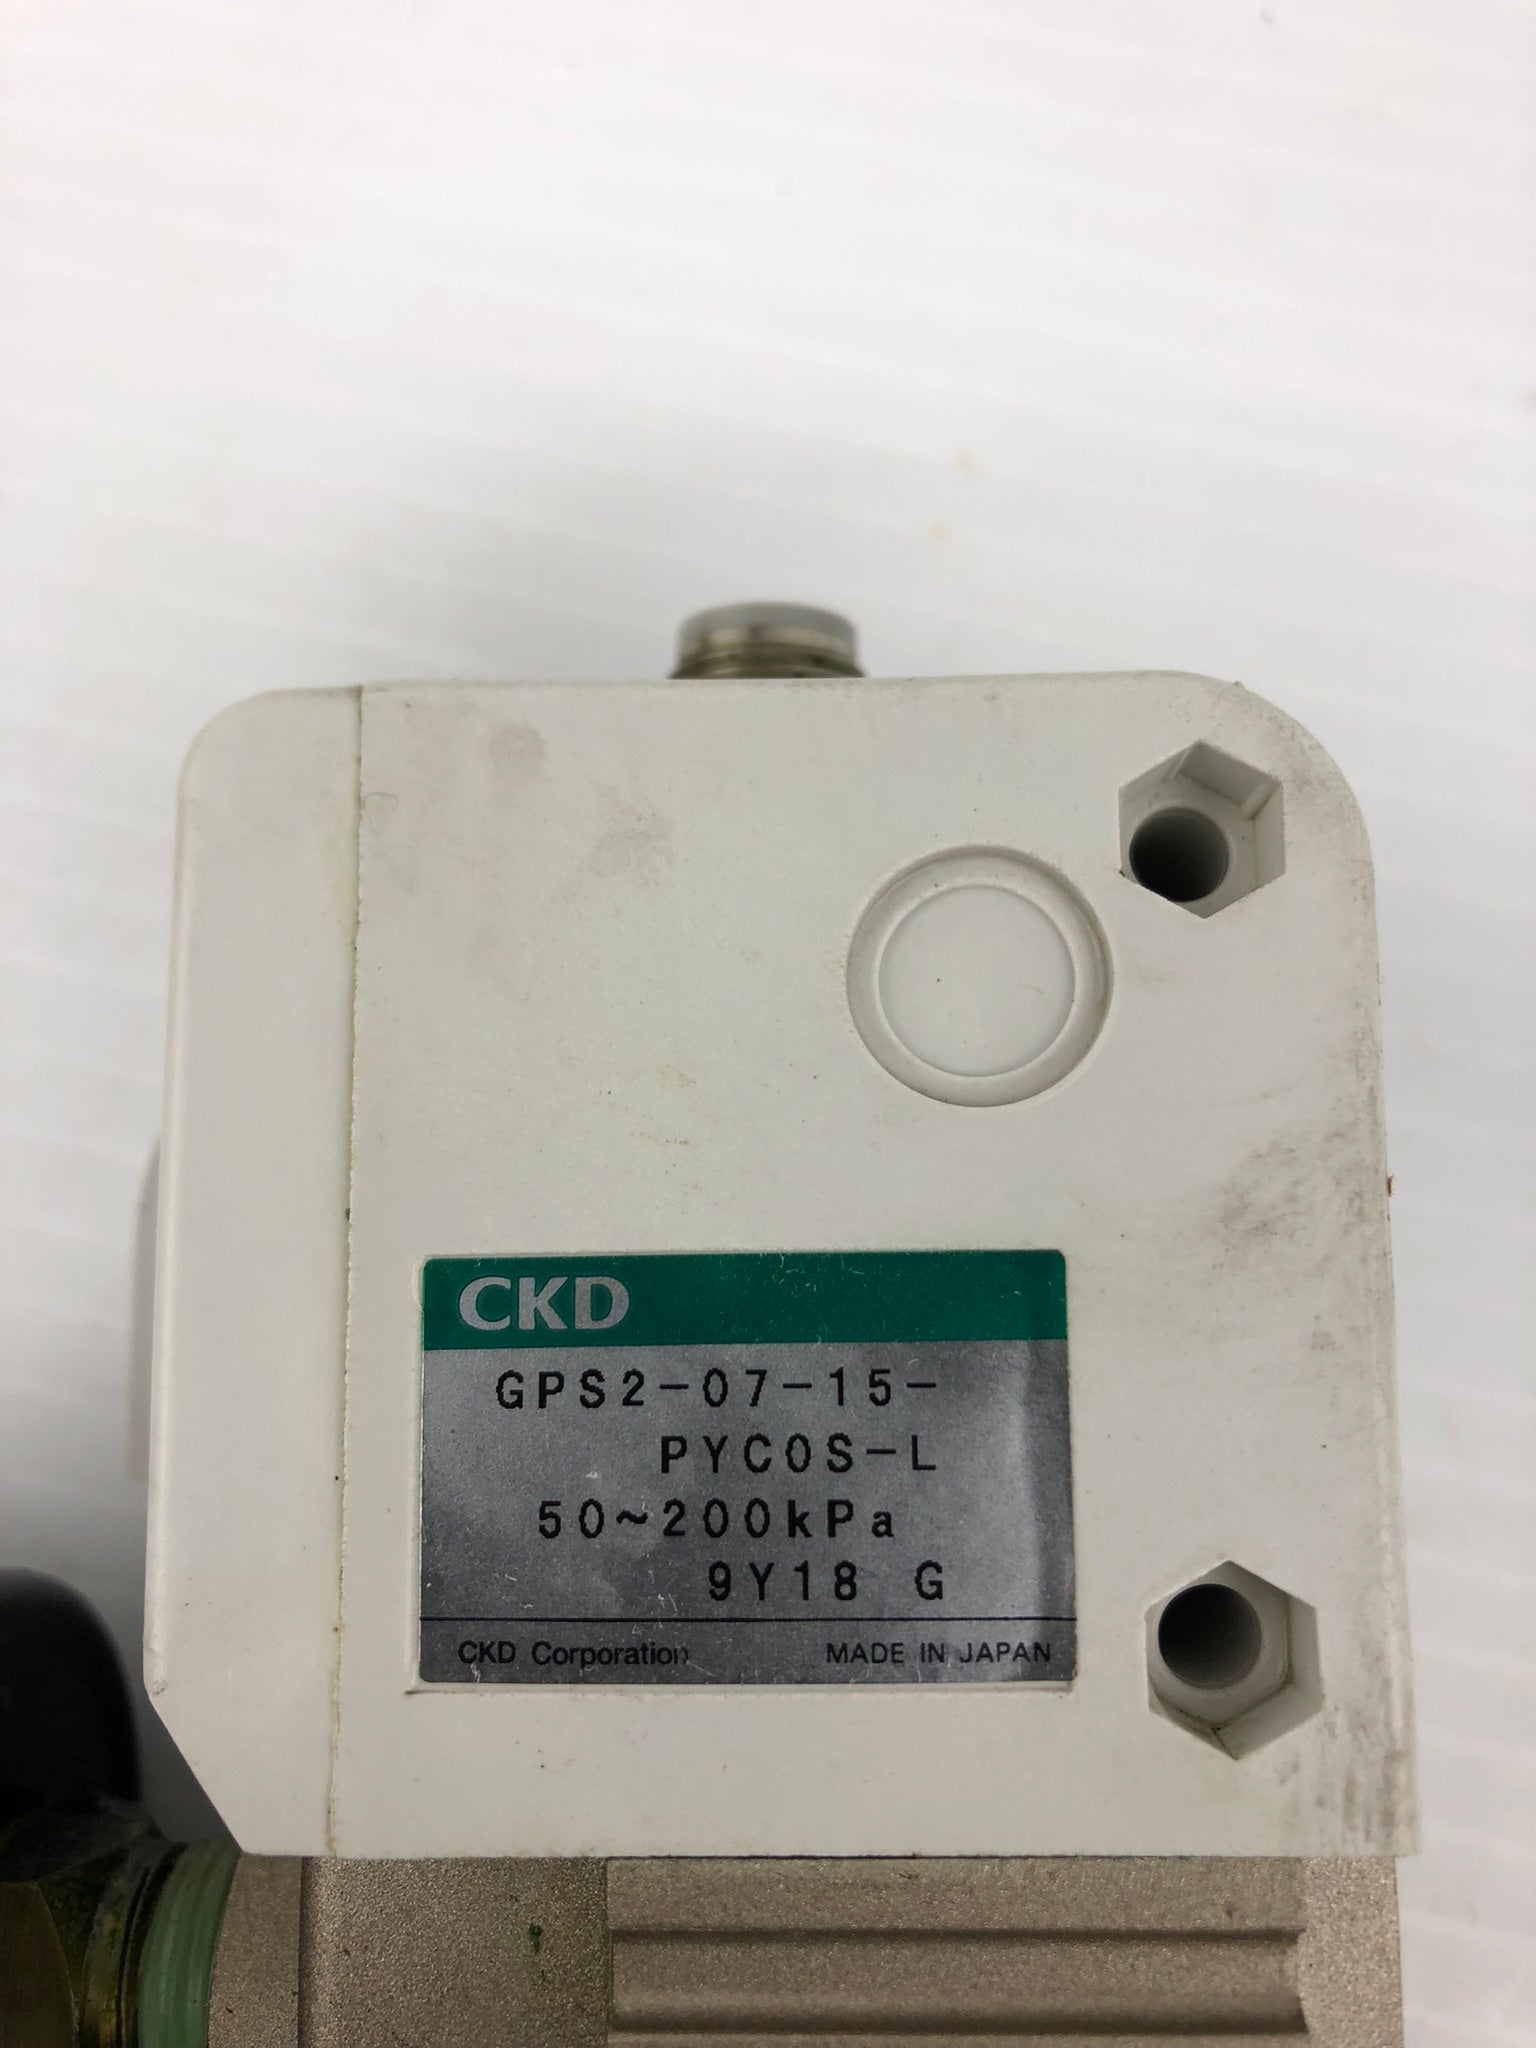 CKD
GPS2-07-15-
PYC0S-L
50~200kPa
9Y18 G
CKD Corporation MADE IN JAPAN